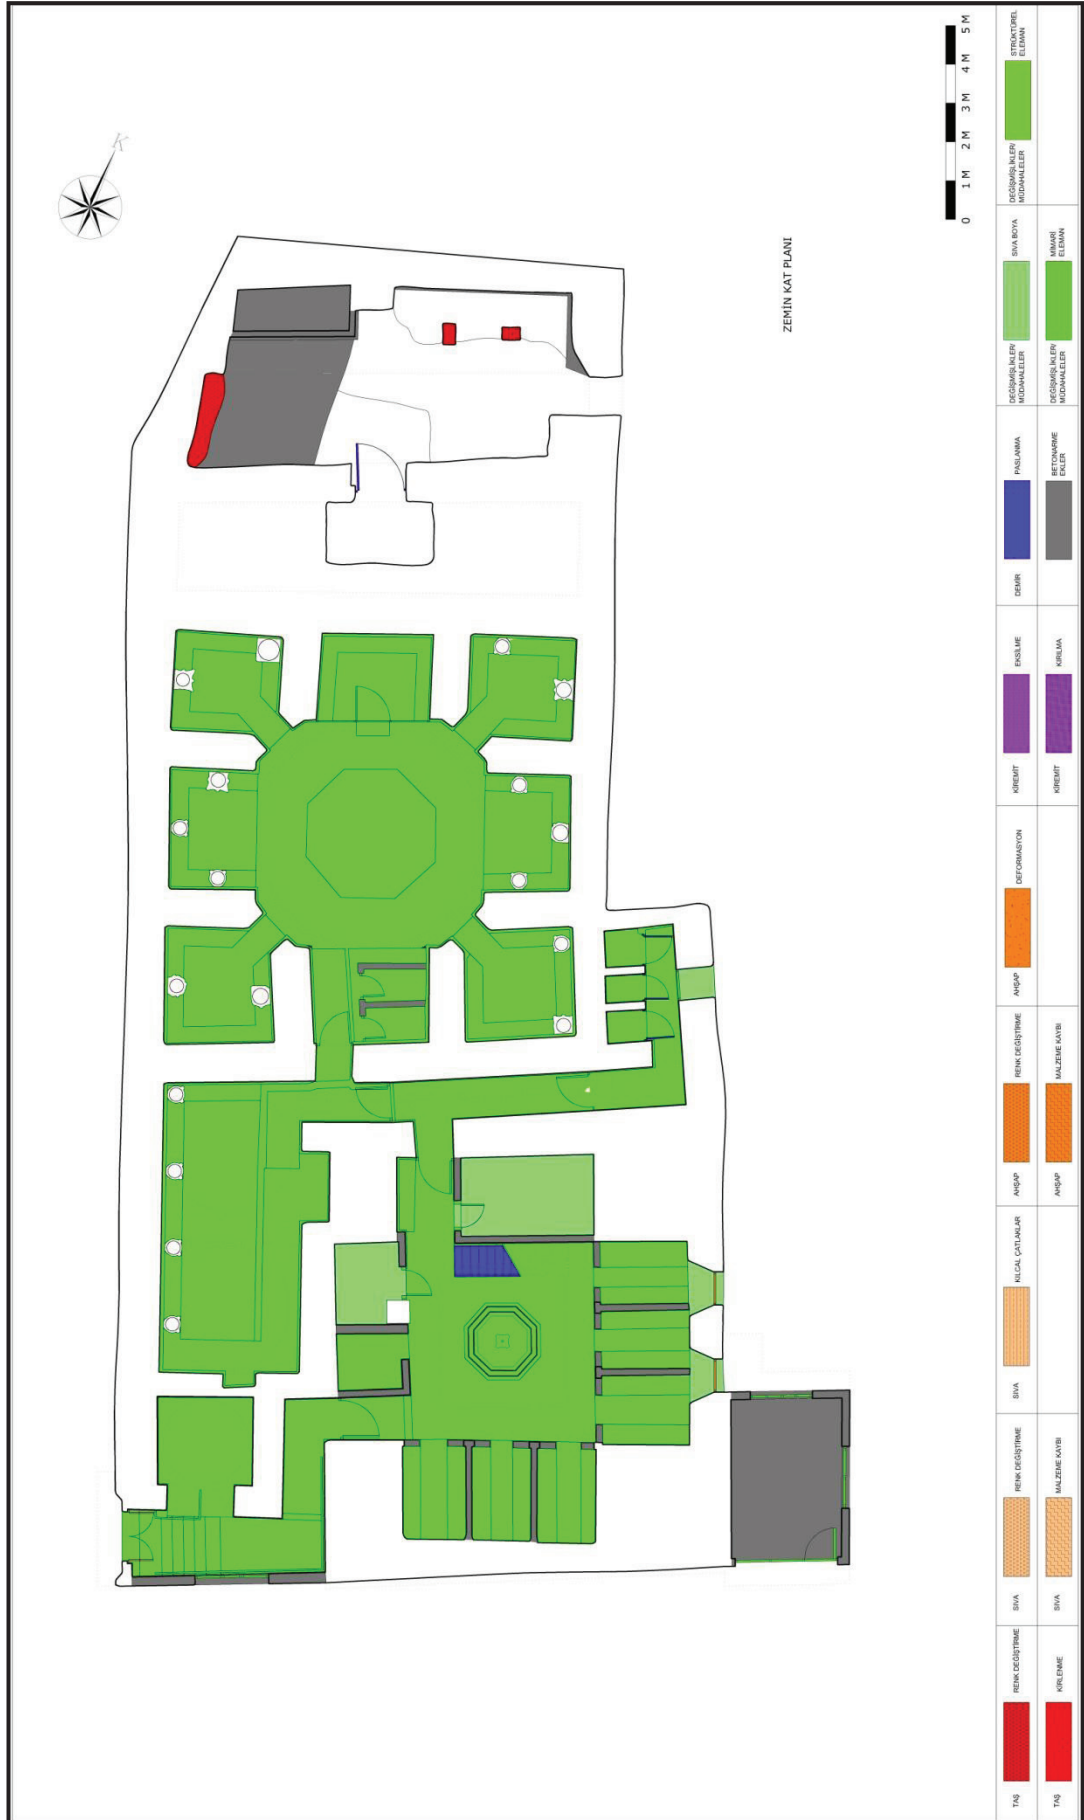 K
ZEMİN KAT PLANI
0 1 M 2 M 3 M 4 M 5 M
TAŞ RENK DEĞİŞTİRME
SIVA RENK DEĞİŞTİRME
SIVA KILCAL ÇATLAKLAR
AHŞAP RENK DEĞİŞTİRME
AHŞAP DEFORMASYON
KİREMİT EKSİLME
DEMİR PASLANMA
DEĞİŞMİŞLİKLER/
MÜDAHALELER
SIVA BOYA
DEĞİŞMİŞLİKLER/
MÜDAHALELER
STRÜKTÜREL
ELEMAN
TAŞ KİRLENME
SIVA MALZEME KAYBI
AHŞAP MALZEME KAYBI
KİREMİT KIRILMA
BETONARME
EKLER
DEĞİŞMİŞLİKLER/
MÜDAHALELER
MİMARİ
ELEMAN